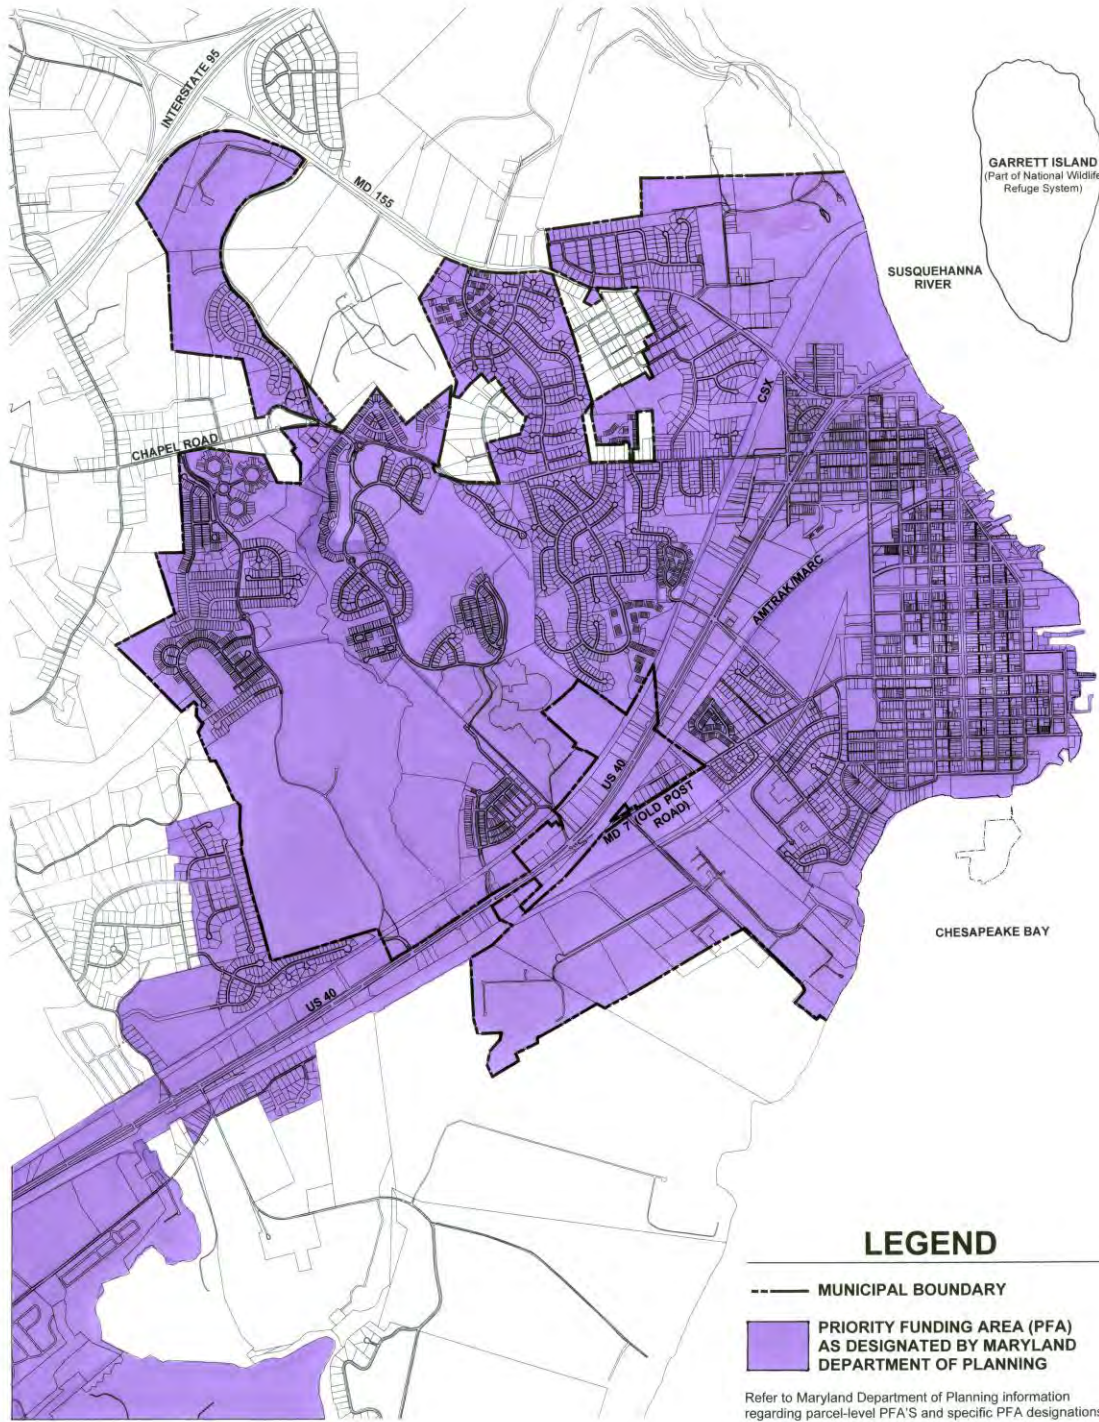 INTERSTATE 95
MD 155
GARRETT ISLAND
(Part of National Wildlife
Refuge System)
SUSQUEHANNA
RIVER
CSX
CHAPEL ROAD
AMTRAK/MARC
US 40
MD 7 (OLD POST
ROAD)
CHESAPEAKE BAY
US 40
LEGEND
MUNICIPAL BOUNDARY
PRIORITY FUNDING AREA (PFA)
AS DESIGNATED BY MARYLAND
DEPARTMENT OF PLANNING
Refer to Maryland Department of Planning information
regarding parcel-level PFA'S and specific PFA designations